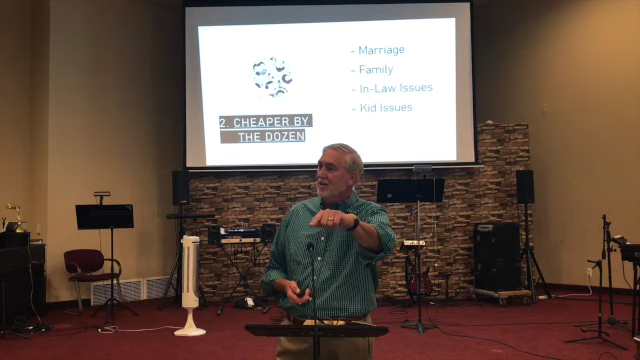 - Marriage
- Family
- In-Law Issues
- Kid Issues
2. CHEAPER BY
THE DOZEN